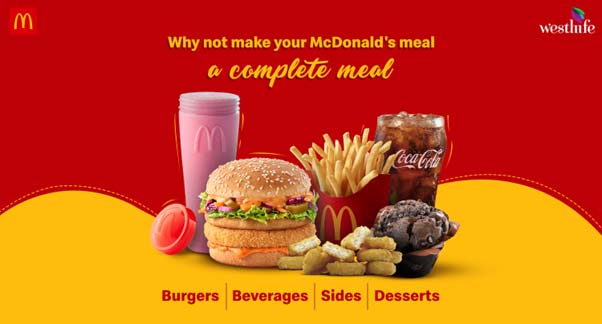 westlife
Why not make your McDonald's meal
a complete meal
Coca-Cola
Burgers | Beverages | Sides | Desserts